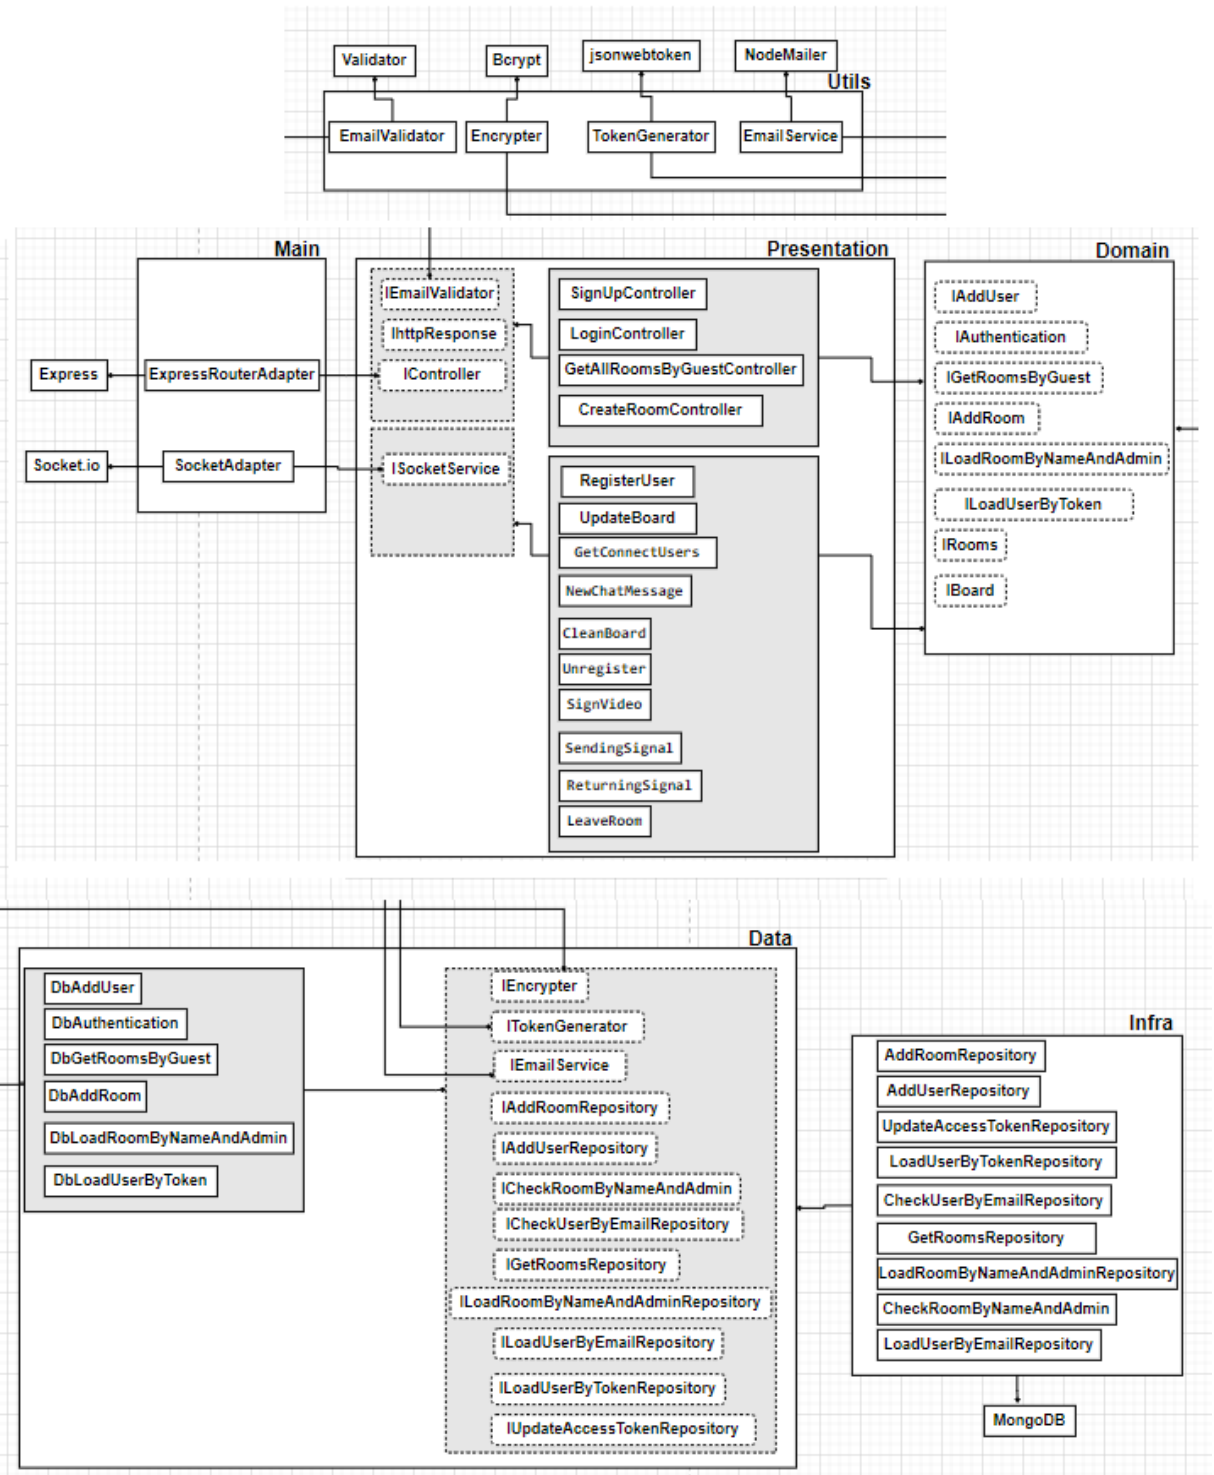 Validator
Bcrypt
jsonwebtoken
NodeMailer
Utils
EmailValidator
Encrypter
TokenGenerator
EmailService
Main
Express
ExpressRouterAdapter
Socket.io
SocketAdapter
Presentation
IEmailValidator
IhttpResponse
IController
ISocketService
SignUpController
LoginController
GetAllRoomsByGuestController
CreateRoomController
RegisterUser
UpdateBoard
GetConnectUsers
NewChatMessage
CleanBoard
Unregister
SignVideo
SendingSignal
ReturningSignal
LeaveRoom
Domain
IAddUser
IAuthentication
IGetRoomsByGuest
IAddRoom
ILoadRoomByNameAndAdmin
ILoadUserByToken
IRooms
IBoard
Data
DbAddUser
DbAuthentication
DbGetRoomsByGuest
DbAddRoom
DbLoadRoomByNameAndAdmin
DbLoadUserByToken
IEncrypter
ITokenGenerator
IEmailService
IAddRoomRepository
IAddUserRepository
ICheckRoomByNameAndAdmin
ICheckUserByEmailRepository
IGetRoomsRepository
ILoadRoomByNameAndAdminRepository
ILoadUserByEmailRepository
ILoadUserByTokenRepository
IUpdateAccessTokenRepository
Infra
AddRoomRepository
AddUserRepository
UpdateAccessTokenRepository
LoadUserByTokenRepository
CheckUserByEmailRepository
GetRoomsRepository
LoadRoomByNameAndAdminRepository
CheckRoomByNameAndAdmin
LoadUserByEmailRepository
MongoDB